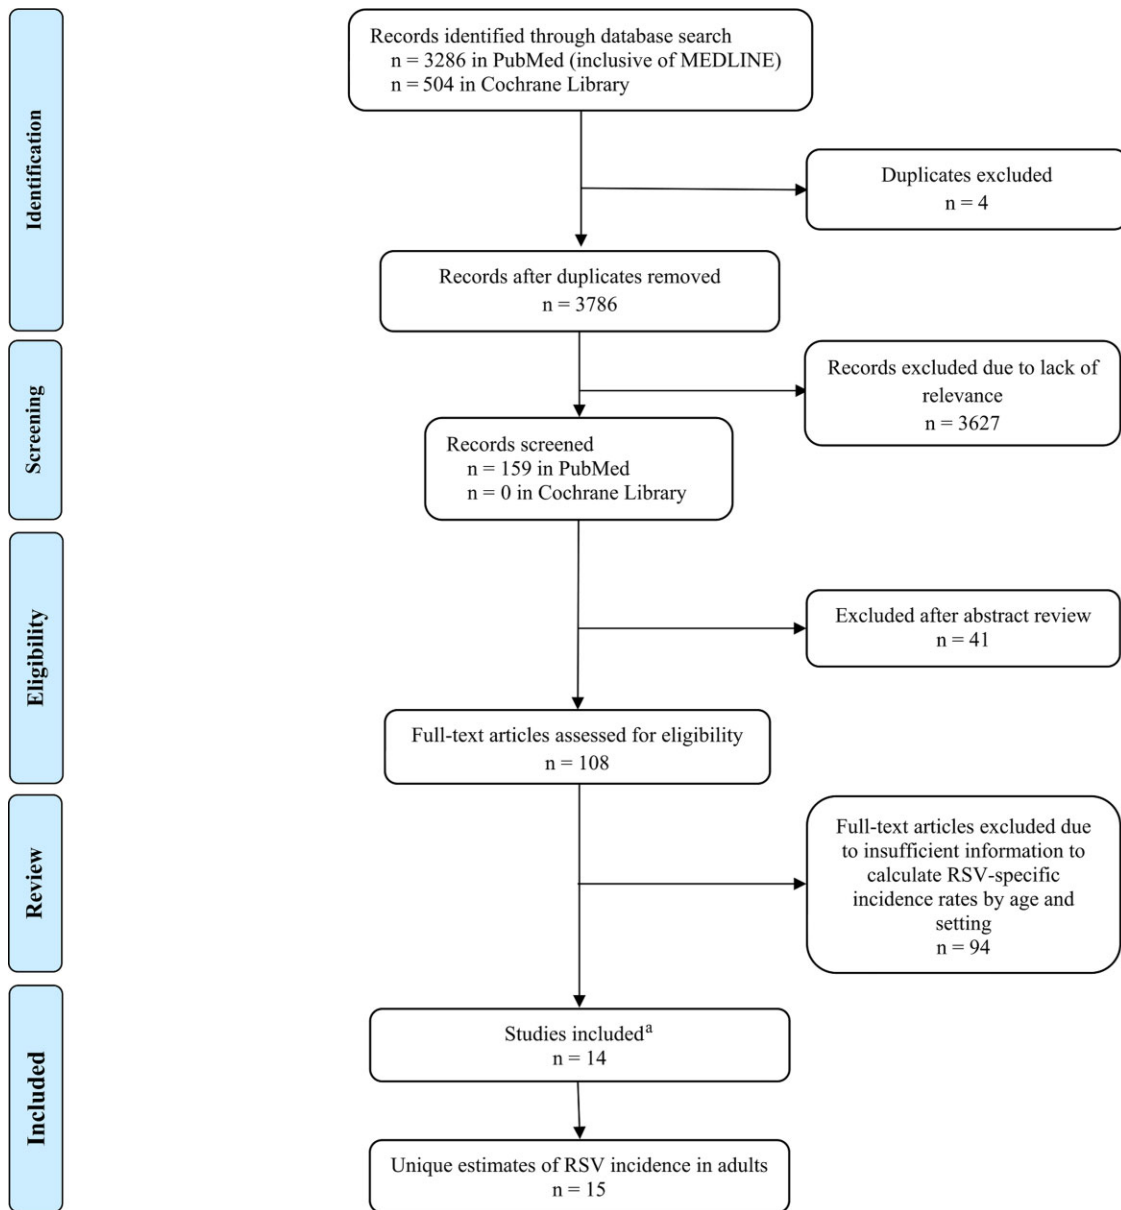 Identification
Records identified through database search
n = 3286 in PubMed (inclusive of MEDLINE)
n = 504 in Cochrane Library
Duplicates excluded
n = 4
Records after duplicates removed
n = 3786
Screening
Records excluded due to lack of
relevance
n = 3627
Records screened
n = 159 in PubMed
n = 0 in Cochrane Library
Eligibility
Excluded after abstract review
n = 41
Full-text articles assessed for eligibility
n = 108
Review
Full-text articles excluded due
to insufficient information to
calculate RSV-specific
incidence rates by age and
setting
n = 94
Included
Studies includedᵃ
n = 14
Unique estimates of RSV incidence in adults
n = 15